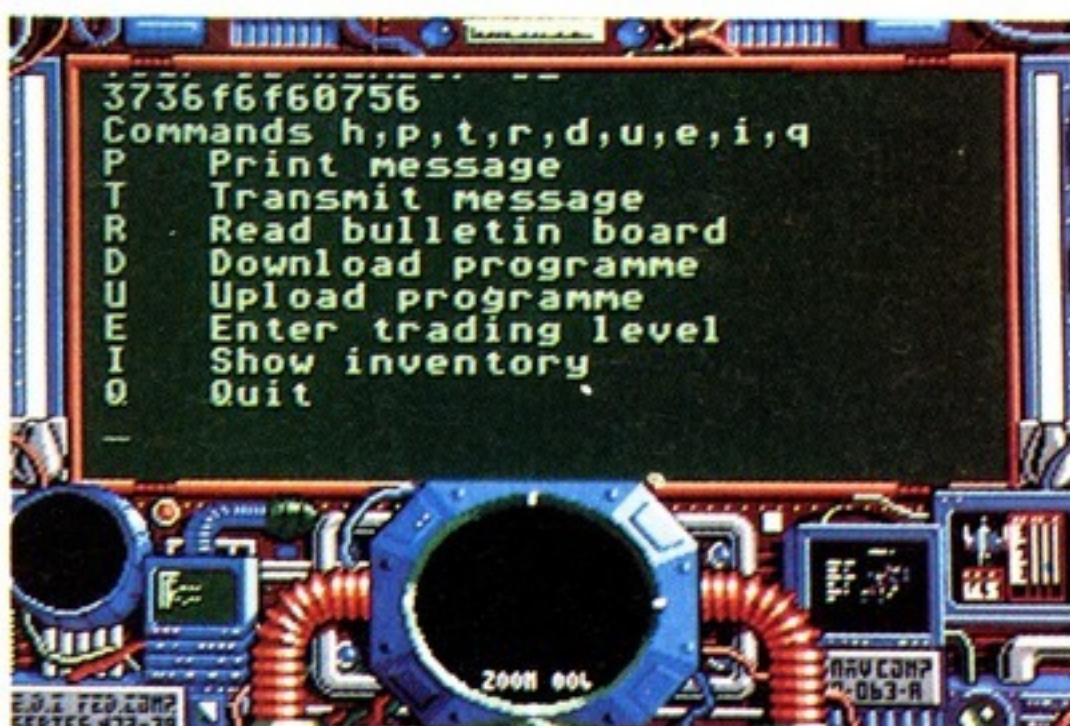 3736f6f60756
Commands h,p,t,r,d,u,e,i,q
P Print message
T Transmit message
R Read bulletin board
D Download programme
U Upload programme
E Enter trading level
I Show inventory
Q Quit
_
ZOOM 004
NAV COMP
-063-A